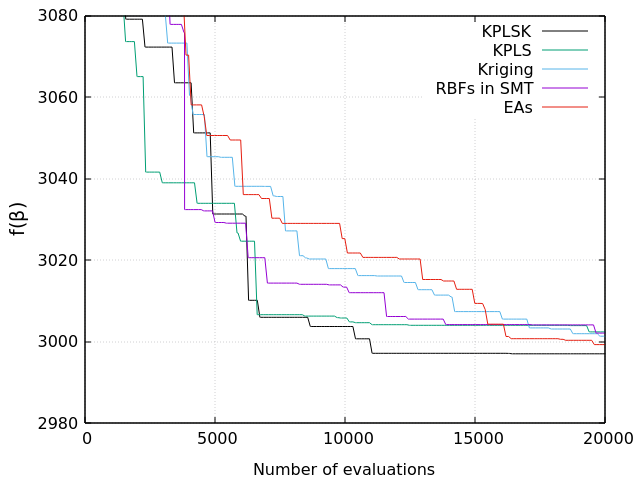 3080
3060
3040
3020
3000
2980
f(β)
KPLSK
KPLS
Kriging
RBFs in SMT
EAs
0 5000 10000 15000 20000
Number of evaluations